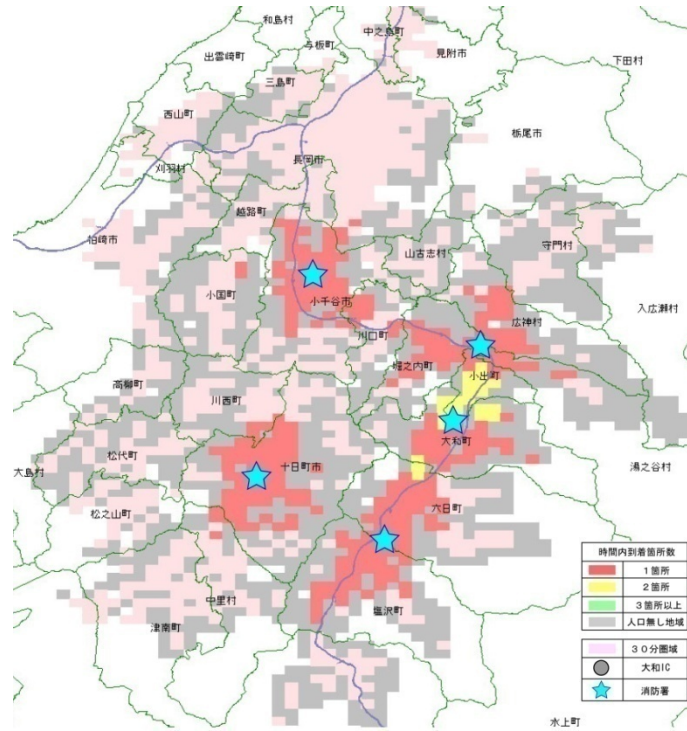 和島村
中之島町
与板町
出雲崎町
見附市
下田村
三島町
西山町
栃尾市
長岡市
刈羽村
越路町
柏崎市
山古志村
守門村
小国町
小千谷市
入広瀬村
広神村
川口町
堀之内町
小出町
高柳町
川西町
大和町
松代町
十日町市
大島村
湯之谷村
松之山町
六日町
中里村
塩沢町
津南町
水上町
時間内到着箇所数
1箇所
2箇所
3箇所以上
人口無し地域
30分圏域
大和IC
消防署